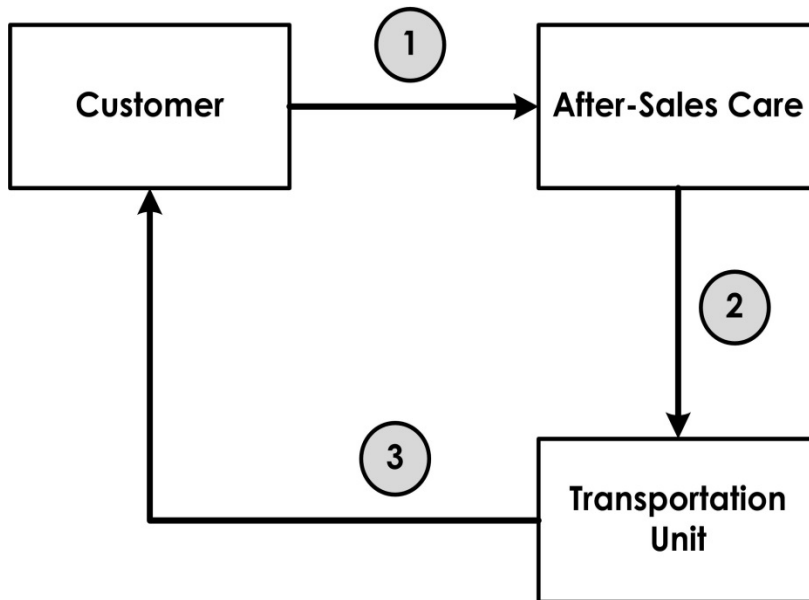 1
Customer
After-Sales Care
2
3
Transportation
Unit